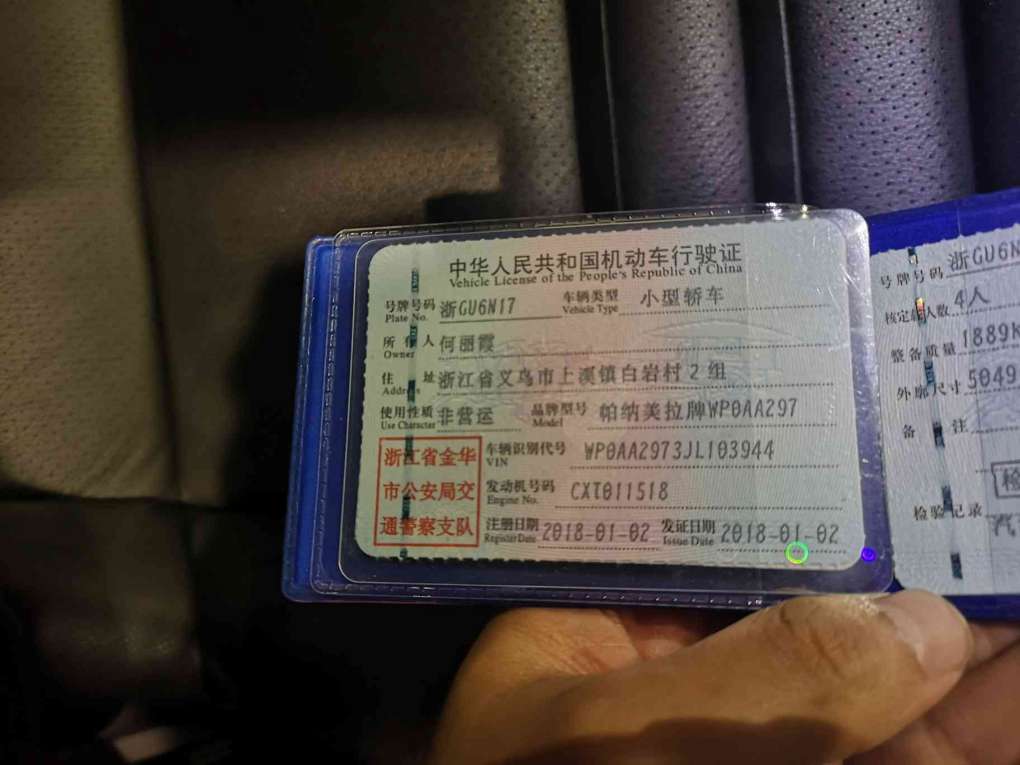 中华人民共和国机动车行驶证
Vehicle License of the People's Republic of China
号牌号码 浙GU6N17 车辆类型 小型轿车
Plate No. Vehicle Type
所有人 何丽霞
Owner
住址 浙江省义乌市上溪镇白岩村2组
Address
使用性质 非营运 品牌型号 帕纳美拉牌WP0AA297
Use Character Model
浙江省金华
市公安局交
通警察支队
车辆识别代号 WP0AA2973JL103944
VIN
发动机号码 CXT011518
Engine No.
注册日期 2018-01-02 发证日期 2018-01-02
Register Date Issue Date
号牌号码 浙GU6N
核定载人数 4人
整备质量 1889k
外廓尺寸 5049
备注
检
检验记录